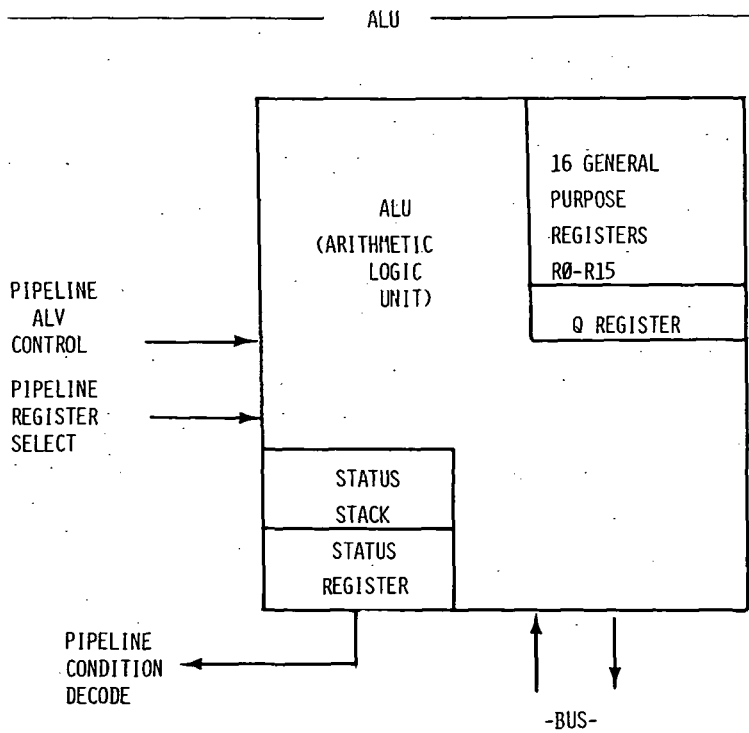 ALU
16 GENERAL
PURPOSE
REGISTERS
RØ-R15
Q REGISTER
ALU
(ARITHMETIC
LOGIC
UNIT)
PIPELINE
ALV
CONTROL
PIPELINE
REGISTER
SELECT
STATUS
STACK
STATUS
REGISTER
PIPELINE
CONDITION
DECODE
-BUS-